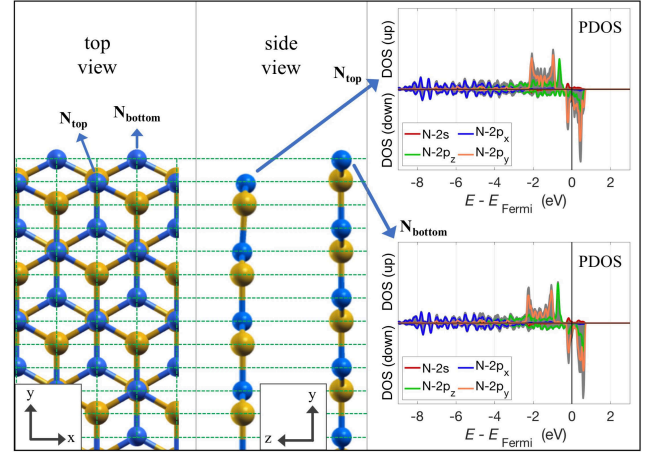 top
view
N_top
N_bottom
y
x
side
view
N_top
z
y
PDOS
DOS (up)
DOS (down)
N-2s
N-2p_x
N-2p_z
N-2p_y
-8 -6 -4 -2 0 2
E - E_Fermi (eV)
N_bottom
PDOS
DOS (up)
DOS (down)
N-2s
N-2p_x
N-2p_z
N-2p_y
-8 -6 -4 -2 0 2
E - E_Fermi (eV)